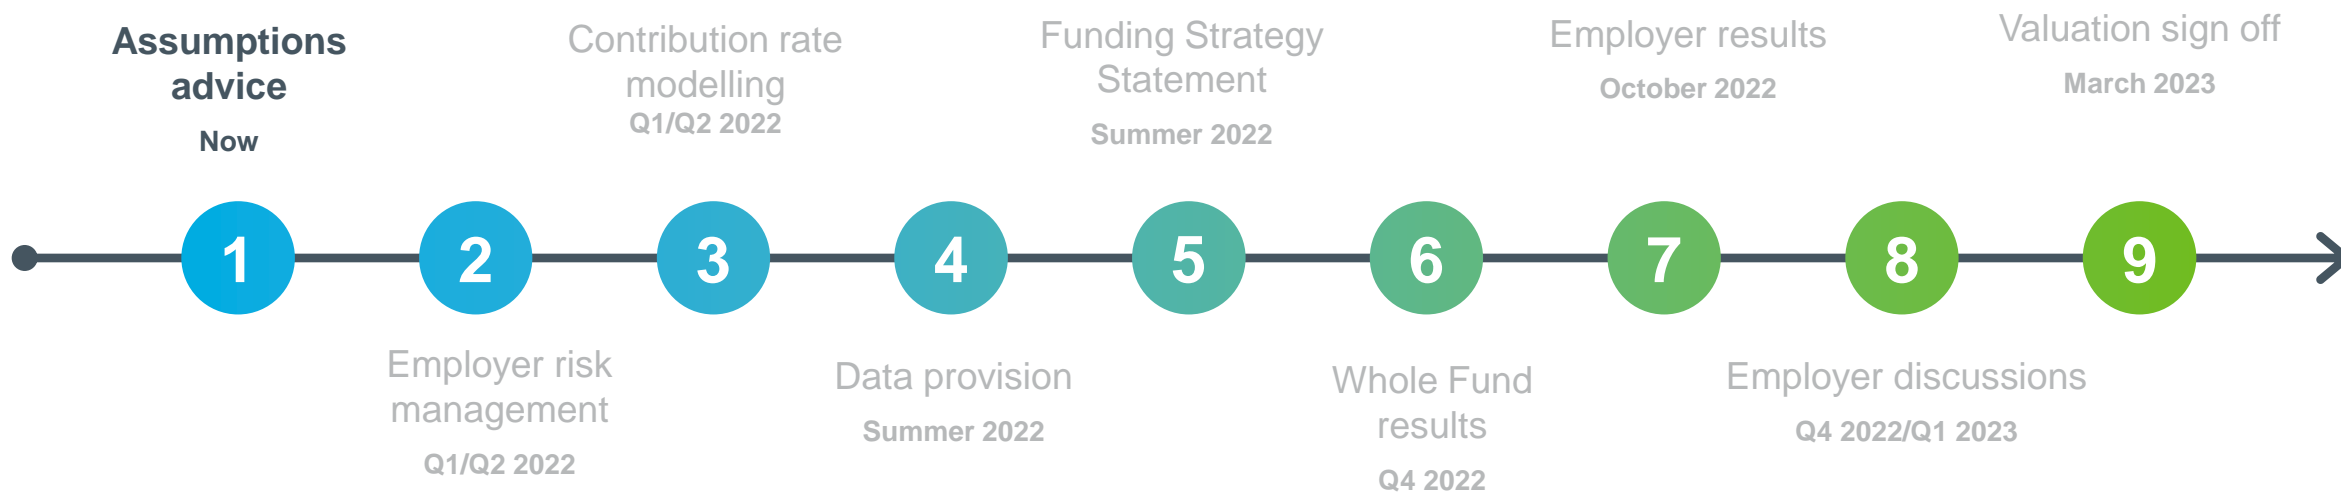 Assumptions
advice
Now
1
Employer risk
management
Q1/Q2 2022
2
Contribution rate
modelling
Q1/Q2 2022
3
Data provision
Summer 2022
4
Funding Strategy
Statement
Summer 2022
5
Whole Fund
results
Q4 2022
6
Employer results
October 2022
7
Employer discussions
Q4 2022/Q1 2023
8
Valuation sign off
March 2023
9